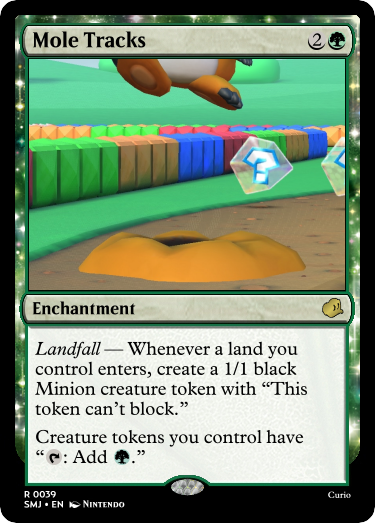 Mole Tracks 2
?
Enchantment
Landfall — Whenever a land you
control enters, create a 1/1 black
Minion creature token with “This
token can’t block.”
Creature tokens you control have
“: Add .”
R 0039
SMJ • EN Nintendo
Curio